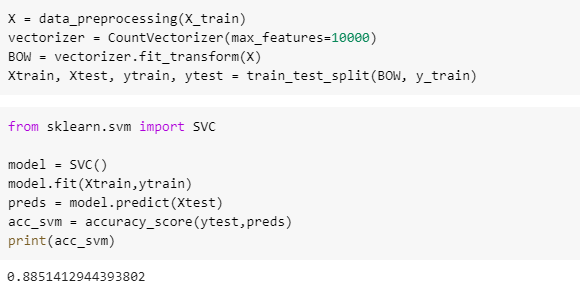 X = data_preprocessing(X_train)
vectorizer = CountVectorizer(max_features=10000)
BOW = vectorizer.fit_transform(X)
Xtrain, Xtest, ytrain, ytest = train_test_split(BOW, y_train)
from sklearn.svm import SVC
model = SVC()
model.fit(Xtrain,ytrain)
preds = model.predict(Xtest)
acc_svm = accuracy_score(ytest,preds)
print(acc_svm)
0.8851412944393802